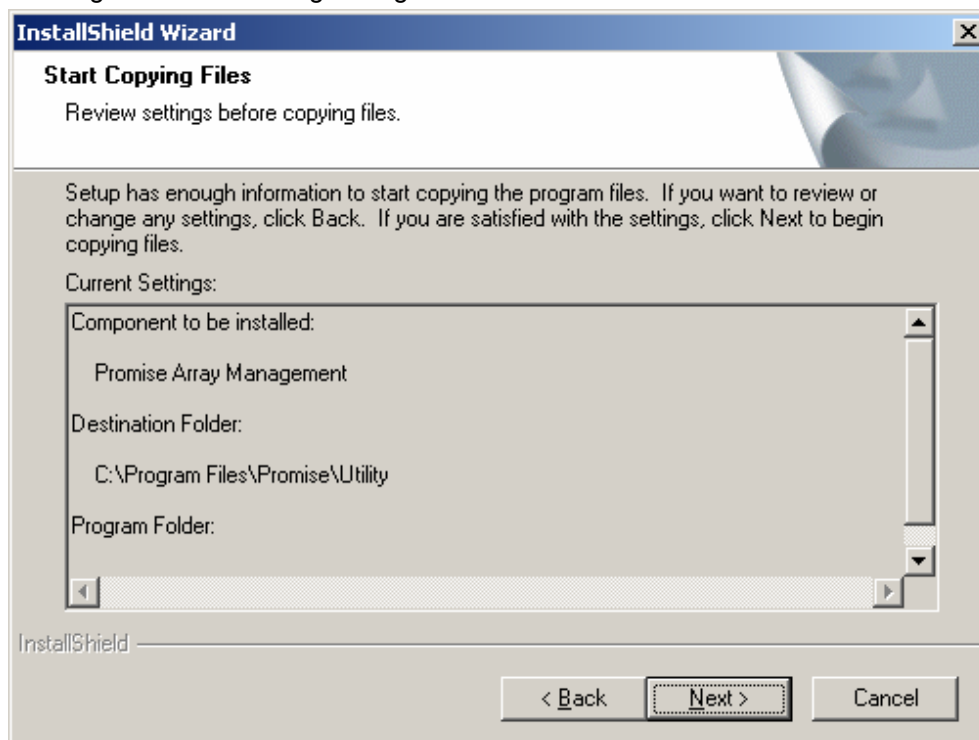 InstallShield Wizard
Start Copying Files
Review settings before copying files.
Setup has enough information to start copying the program files. If you want to review or
change any settings, click Back. If you are satisfied with the settings, click Next to begin
copying files.
Current Settings:
Component to be installed:
Promise Array Management
Destination Folder:
C:\Program Files\Promise\Utility
Program Folder:
InstallShield
< Back Next > Cancel